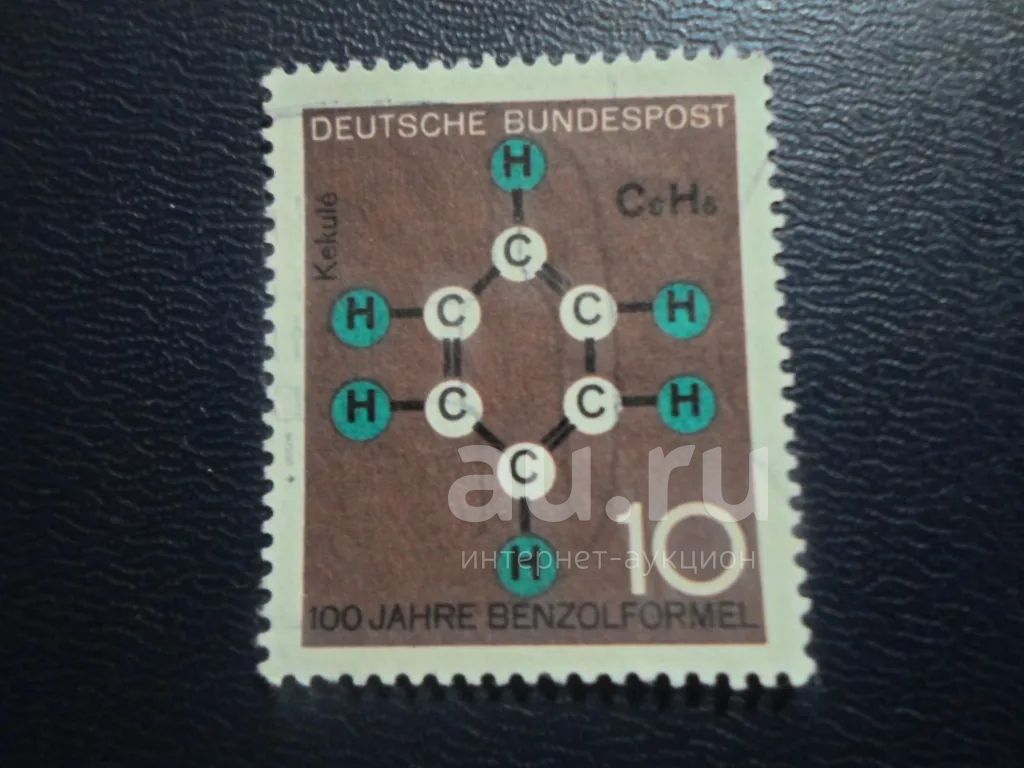 DEUTSCHE BUNDESPOST
H
Kekulé
C₆H₆
C
H C C H
H C C H
C
au.ru
10
интернет-аукцион
H
100 JAHRE BENZOLFORMEL